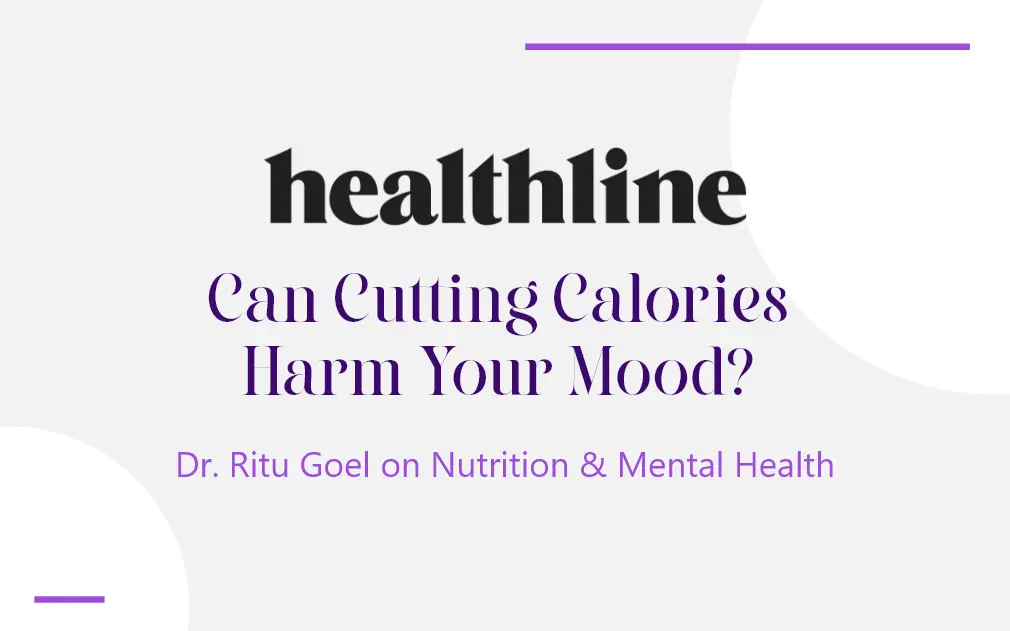 healthline
Can Cutting Calories
Harm Your Mood?
Dr. Ritu Goel on Nutrition & Mental Health